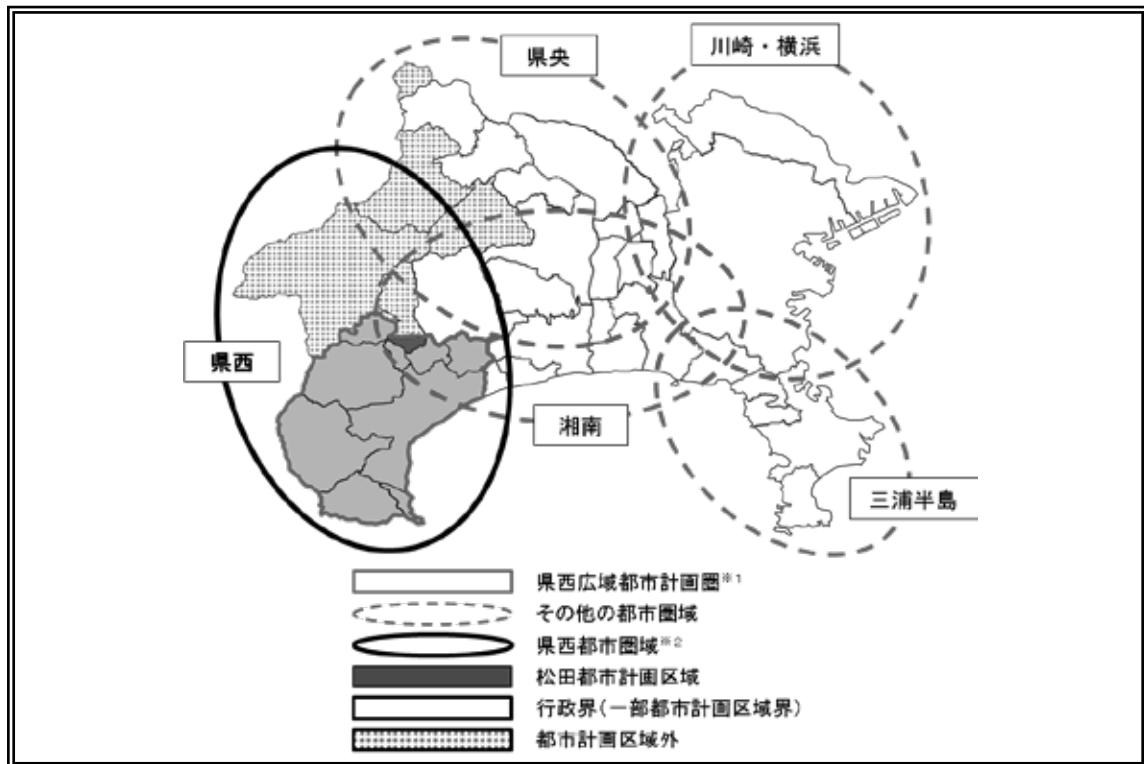 県央
川崎・横浜
県西
湘南
三浦半島
県西広域都市計画圏※1
その他の都市圏域
県西都市圏域※2
松田都市計画区域
行政界(一部都市計画区域界)
都市計画区域外